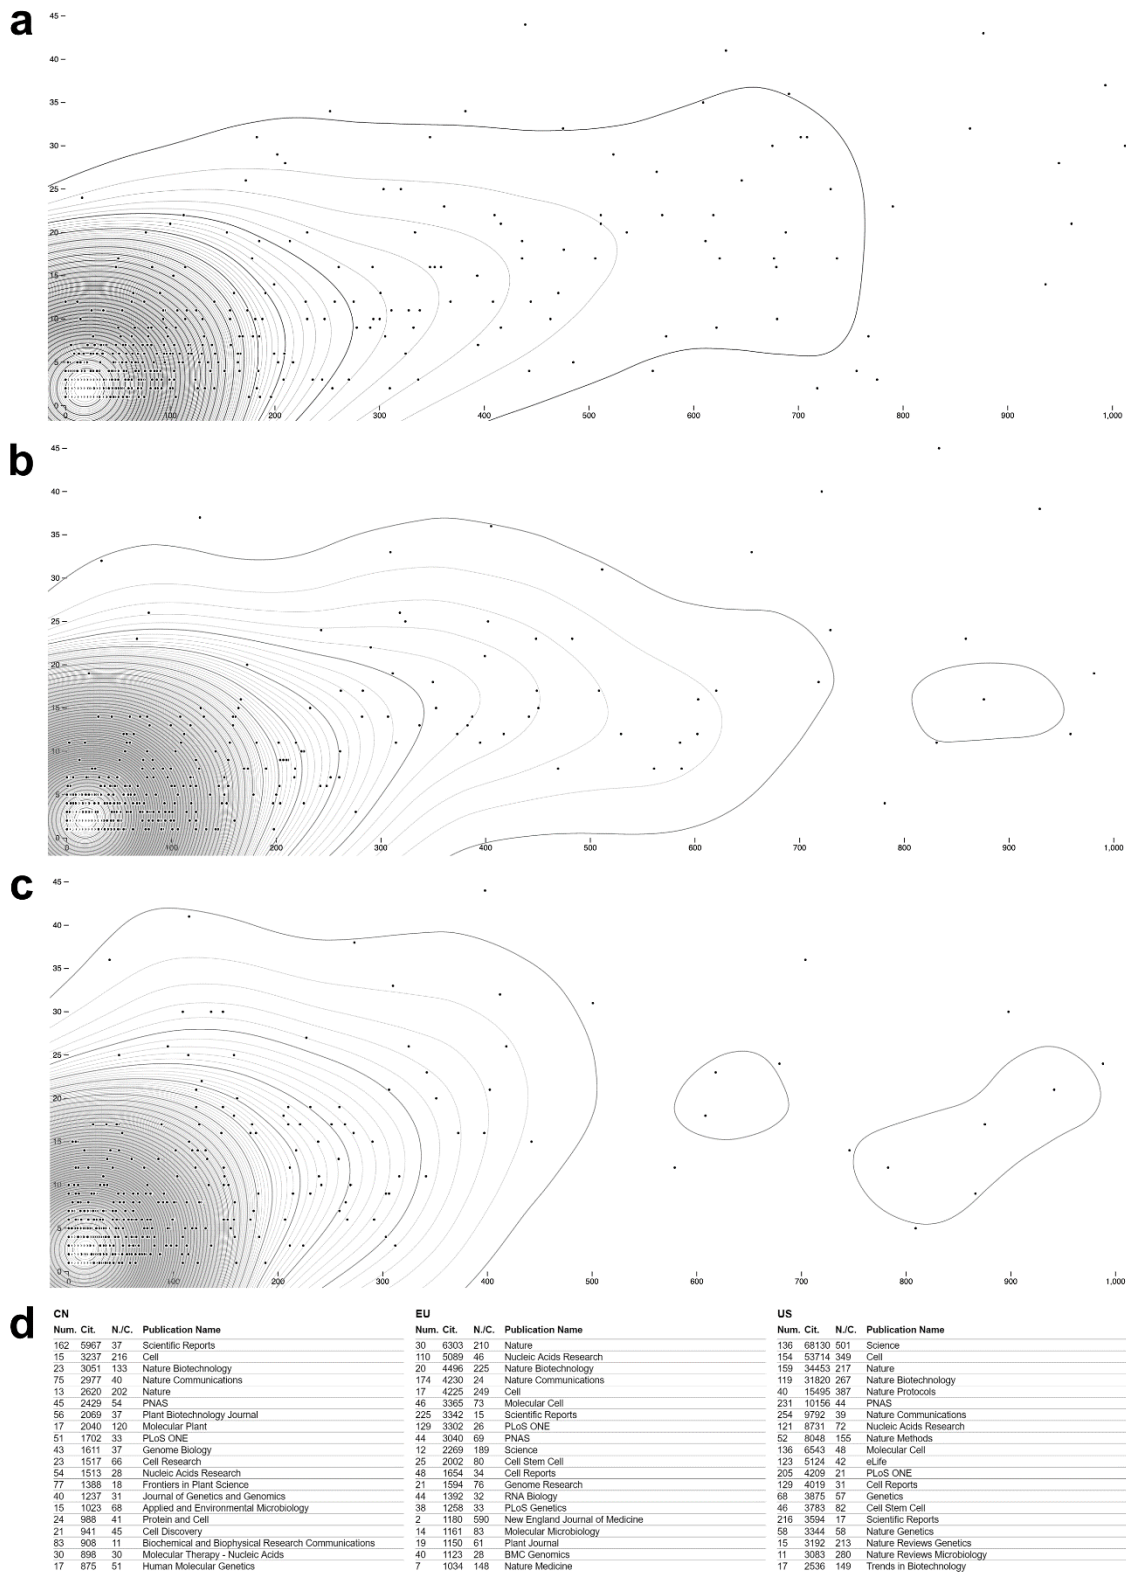 a
45
40
35
30
25
20
15
10
5
0
0 100 200 300 400 500 600 700 800 900 1,000
b
45
40
35
30
25
20
15
10
5
0
0 100 200 300 400 500 600 700 800 900 1,000
c
45
40
35
30
25
20
15
10
5
0
0 100 200 300 400 500 600 700 800 900 1,000
d
CN
Num. Cit. N./C. Publication Name
162 5967 37 Scientific Reports
15 3237 216 Cell
23 3051 133 Nature Biotechnology
75 2977 40 Nature Communications
13 2620 202 Nature
45 2429 54 PNAS
56 2069 37 Plant Biotechnology Journal
17 2040 120 Molecular Plant
51 1702 33 PLoS ONE
43 1611 37 Genome Biology
23 1517 66 Cell Research
54 1513 28 Nucleic Acids Research
77 1388 18 Frontiers in Plant Science
40 1237 31 Journal of Genetics and Genomics
15 1023 68 Applied and Environmental Microbiology
24 988 41 Protein and Cell
21 941 45 Cell Discovery
83 908 11 Biochemical and Biophysical Research Communications
30 898 30 Molecular Therapy - Nucleic Acids
17 875 51 Human Molecular Genetics
EU
Num. Cit. N./C. Publication Name
30 6303 210 Nature
110 5089 46 Nucleic Acids Research
20 4496 225 Nature Biotechnology
174 4230 24 Nature Communications
17 4225 249 Cell
46 3365 73 Molecular Cell
225 3342 15 Scientific Reports
129 3302 26 PLoS ONE
44 3040 69 PNAS
12 2269 189 Science
25 2002 80 Cell Stem Cell
48 1654 34 Cell Reports
21 1594 76 Genome Research
44 1392 32 RNA Biology
38 1258 33 PLoS Genetics
2 1180 590 New England Journal of Medicine
14 1161 83 Molecular Microbiology
19 1150 61 Plant Journal
40 1123 28 BMC Genomics
7 1034 148 Nature Medicine
US
Num. Cit. N./C. Publication Name
136 68130 501 Science
154 53714 349 Cell
159 34453 217 Nature
119 31820 267 Nature Biotechnology
40 15495 387 Nature Protocols
231 10156 44 PNAS
254 9792 39 Nature Communications
121 8731 72 Nucleic Acids Research
52 8048 155 Nature Methods
136 6543 48 Molecular Cell
123 5124 42 eLife
205 4209 21 PLoS ONE
129 4019 31 Cell Reports
68 3875 57 Genetics
46 3783 82 Cell Stem Cell
216 3594 17 Scientific Reports
58 3344 58 Nature Genetics
15 3192 213 Nature Reviews Genetics
11 3083 280 Nature Reviews Microbiology
17 2536 149 Trends in Biotechnology